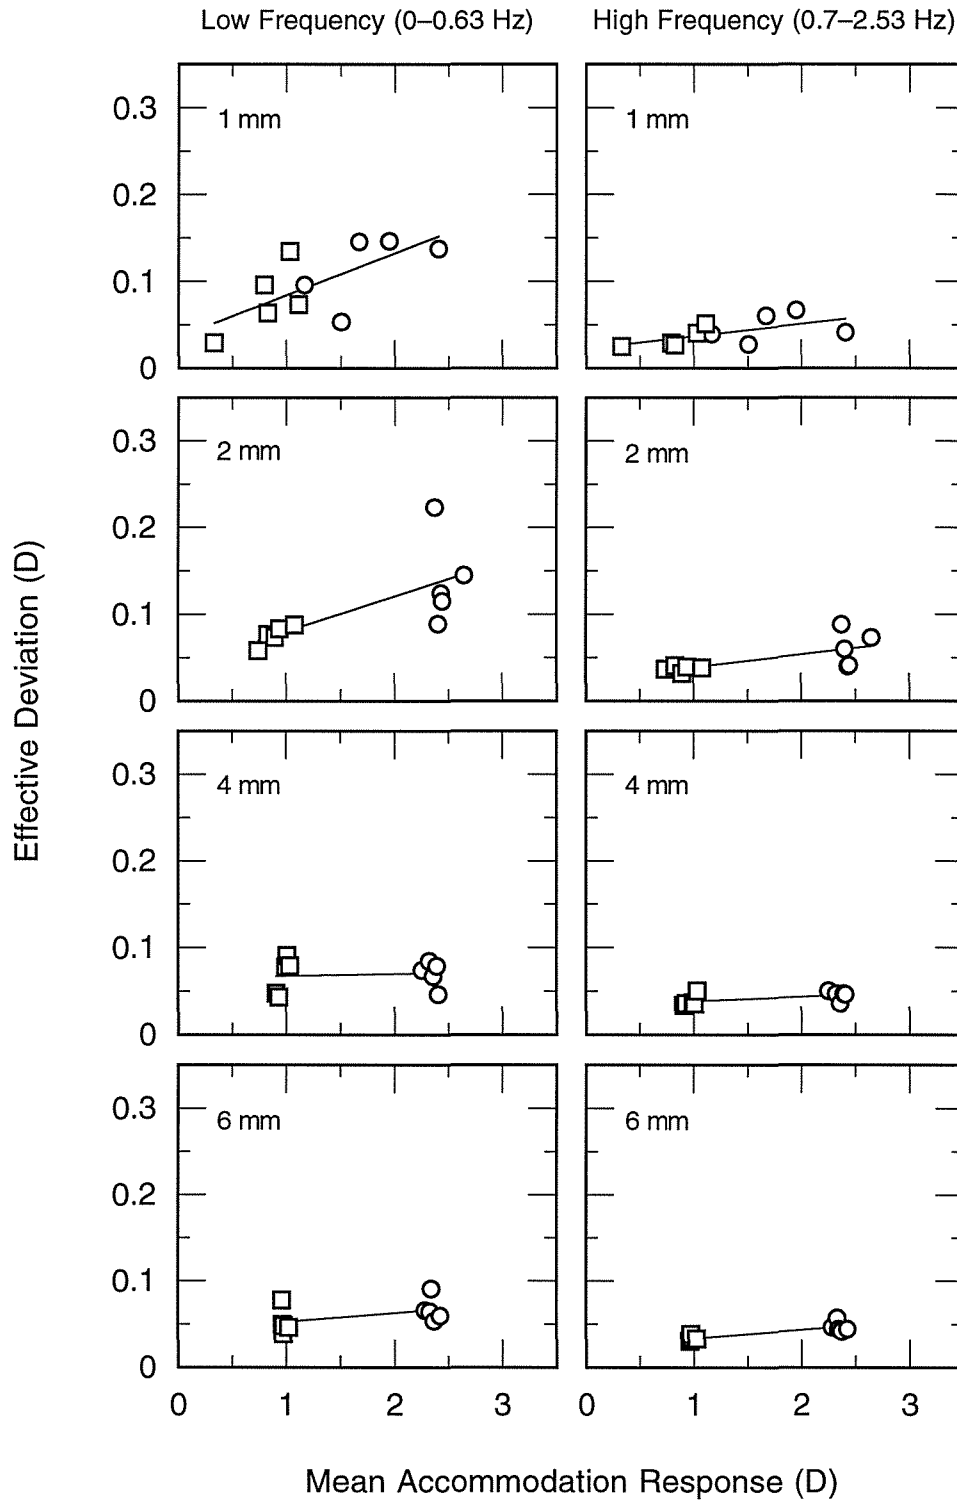 Low Frequency (0–0.63 Hz)
High Frequency (0.7–2.53 Hz)
0.3
1 mm
1 mm
0.2
0.1
0
0.3
2 mm
2 mm
0.2
0.1
0
Effective Deviation (D)
0.3
4 mm
4 mm
0.2
0.1
0
0.3
6 mm
6 mm
0.2
0.1
0
0 1 2 3 0 1 2 3
Mean Accommodation Response (D)